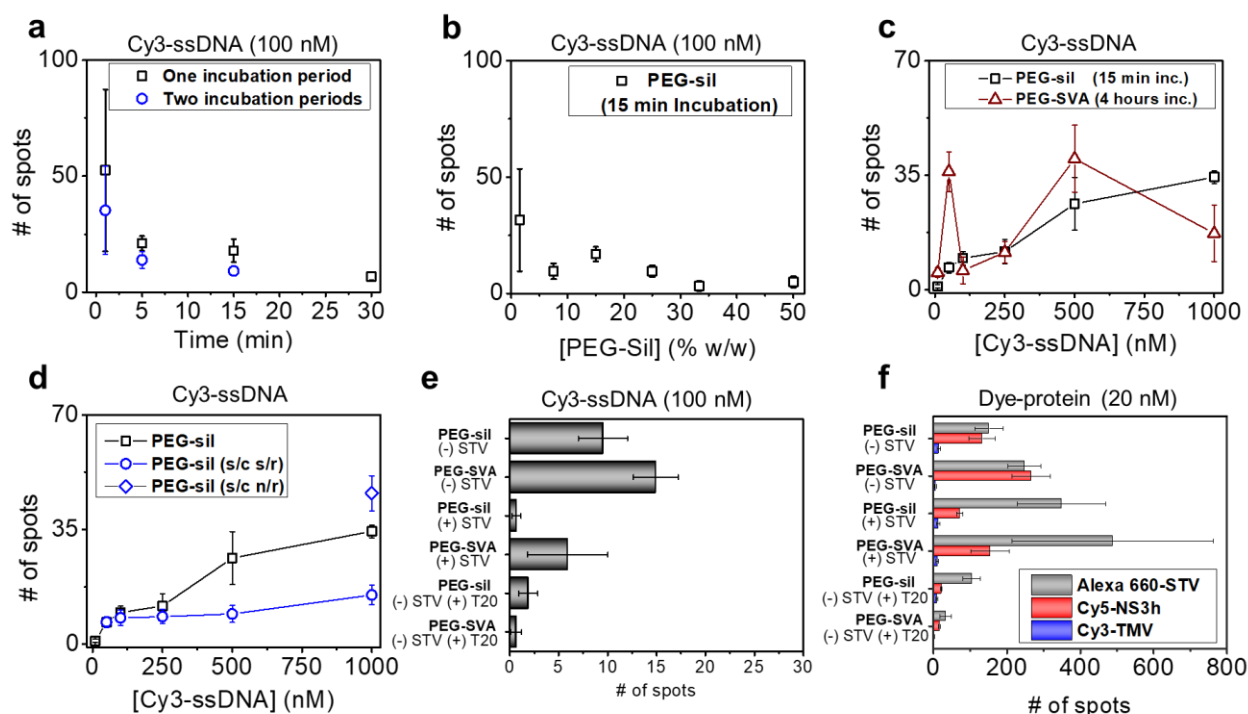 a
Cy3-ssDNA (100 nM)
One incubation period
Two incubation periods
100
50
0
# of spots
0 5 10 15 20 25 30
Time (min)
b
Cy3-ssDNA (100 nM)
PEG-sil
(15 min Incubation)
100
50
0
# of spots
0 10 20 30 40 50
[PEG-Sil] (% w/w)
c
Cy3-ssDNA
PEG-sil (15 min inc.)
PEG-SVA (4 hours inc.)
70
35
0
# of spots
0 250 500 750 1000
[Cy3-ssDNA] (nM)
d
Cy3-ssDNA
PEG-sil
PEG-sil (s/c s/r)
PEG-sil (s/c n/r)
70
35
0
# of spots
0 250 500 750 1000
[Cy3-ssDNA] (nM)
e
Cy3-ssDNA (100 nM)
PEG-sil
(-) STV
PEG-SVA
(-) STV
PEG-sil
(+) STV
PEG-SVA
(+) STV
PEG-sil
(-) STV (+) T20
PEG-SVA
(-) STV (+) T20
0 5 10 15 20 25 30
# of spots
f
Dye-protein (20 nM)
PEG-sil
(-) STV
PEG-SVA
(-) STV
PEG-sil
(+) STV
PEG-SVA
(+) STV
PEG-sil
(-) STV (+) T20
PEG-SVA
(-) STV (+) T20
Alexa 660-STV
Cy5-NS3h
Cy3-TMV
0 200 400 600 800
# of spots